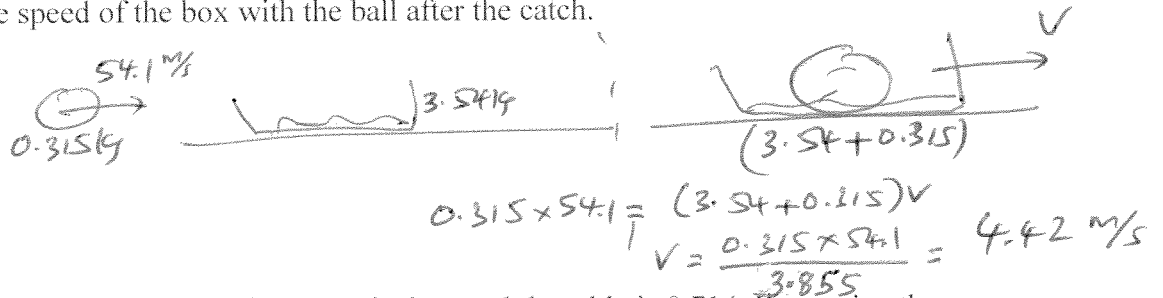 e speed of the box with the ball after the catch.
54.1 m/s
V
0.315kg
3.54kg
(3.54+0.315)
0.315×54.1 = (3.54+0.315)V
V = 0.315×54.1 / 3.855 = 4.42 m/s